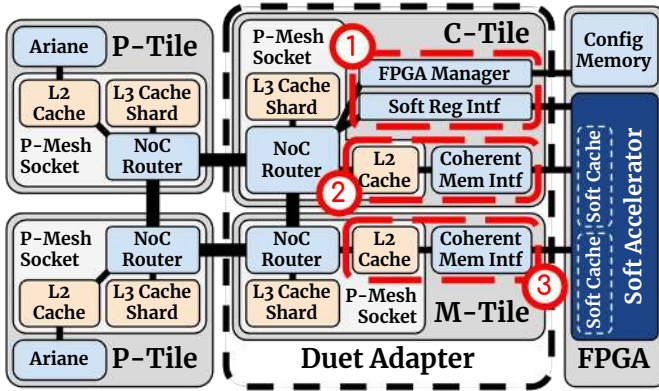 Ariane
P-Tile
L2
Cache
L3 Cache
Shard
P-Mesh
Socket
NoC
Router
P-Mesh
Socket
NoC
Router
L2
Cache
L3 Cache
Shard
Ariane
P-Tile
P-Mesh
Socket
1
C-Tile
FPGA Manager
L3 Cache
Shard
Soft Reg Intf
NoC
Router
L2
Cache
Coherent
Mem Intf
2
NoC
Router
L2
Cache
Coherent
Mem Intf
3
L3 Cache
Shard
P-Mesh
Socket
M-Tile
Duet Adapter
Config
Memory
Soft Cache
Soft Cache
Soft Accelerator
FPGA